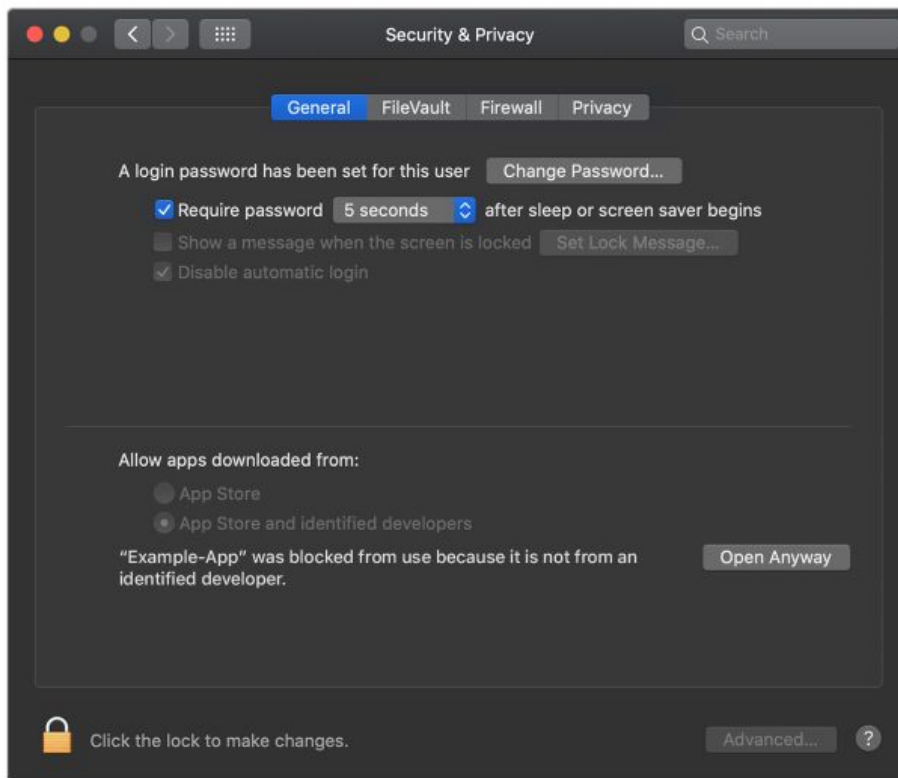 Security & Privacy
Search
General FileVault Firewall Privacy
A login password has been set for this user Change Password...
Require password 5 seconds after sleep or screen saver begins
Show a message when the screen is locked Set Lock Message...
Disable automatic login
Allow apps downloaded from:
App Store
App Store and identified developers
“Example-App” was blocked from use because it is not from an Open Anyway
identified developer.
Click the lock to make changes. Advanced... ?